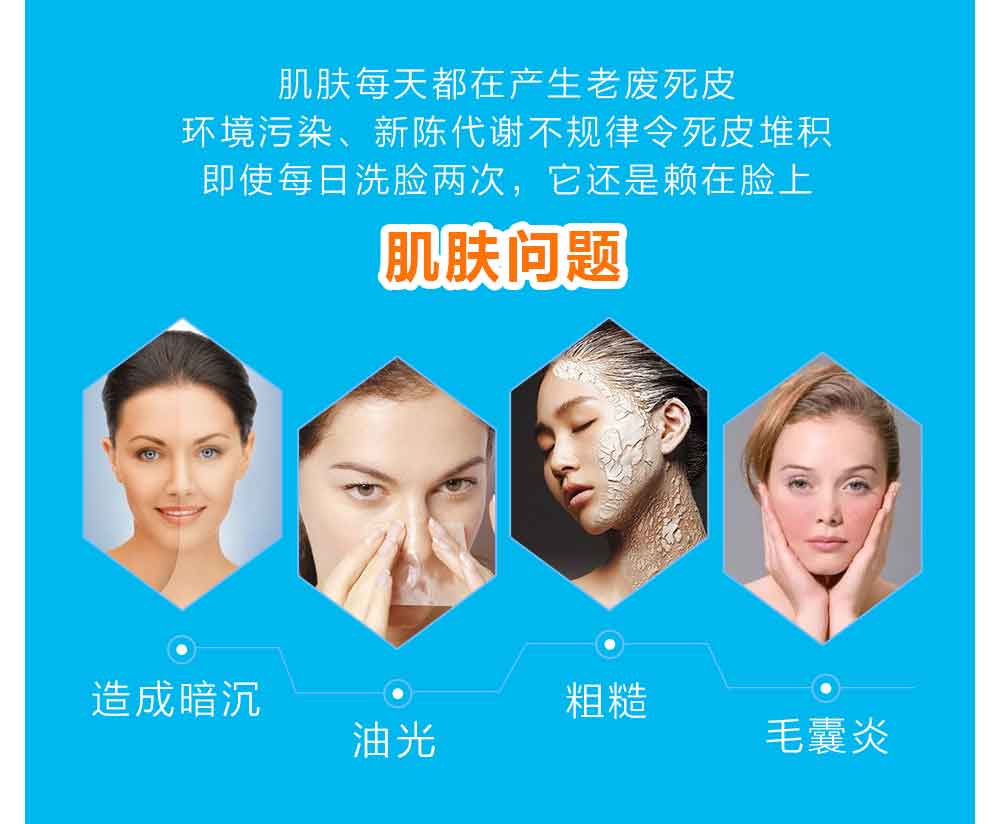 肌肤每天都在产生老废死皮
环境污染、新陈代谢不规律令死皮堆积
即使每日洗脸两次，它还是赖在脸上
肌肤问题
造成暗沉
油光
粗糙
毛囊炎